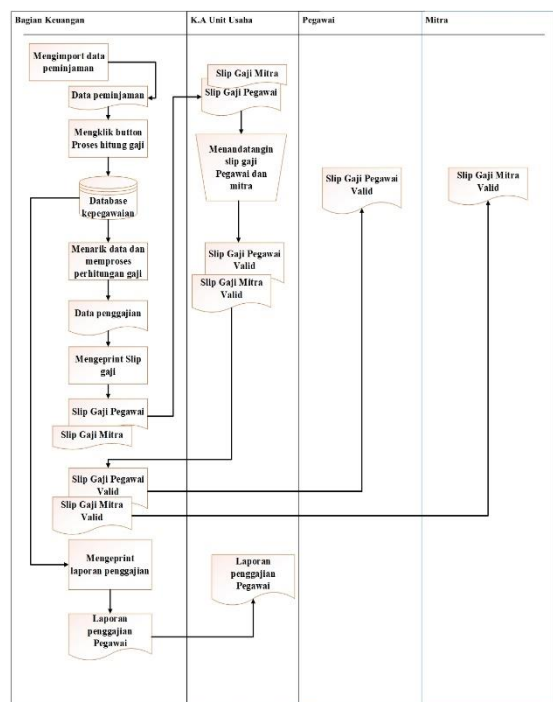 Bagian Keuangan
K.A Unit Usaha
Pegawai
Mitra
Mengimport data
peminjaman
Data peminjaman
Mengklik button
Proses hitung gaji
Database
kepegawaian
Menarik data dan
memproses
perhitungan gaji
Data penggajian
Mengeprint Slip
gaji
Slip Gaji Pegawai
Slip Gaji Mitra
Slip Gaji Mitra
Slip Gaji Pegawai
Menandatangin
slip gaji
Pegawai dan
mitra
Slip Gaji Pegawai
Valid
Slip Gaji Mitra
Valid
Slip Gaji Pegawai
Valid
Slip Gaji Mitra
Valid
Slip Gaji Pegawai
Valid
Slip Gaji Mitra
Valid
Mengeprint
laporan penggajian
Laporan
penggajian
Pegawai
Laporan
penggajian
Pegawai